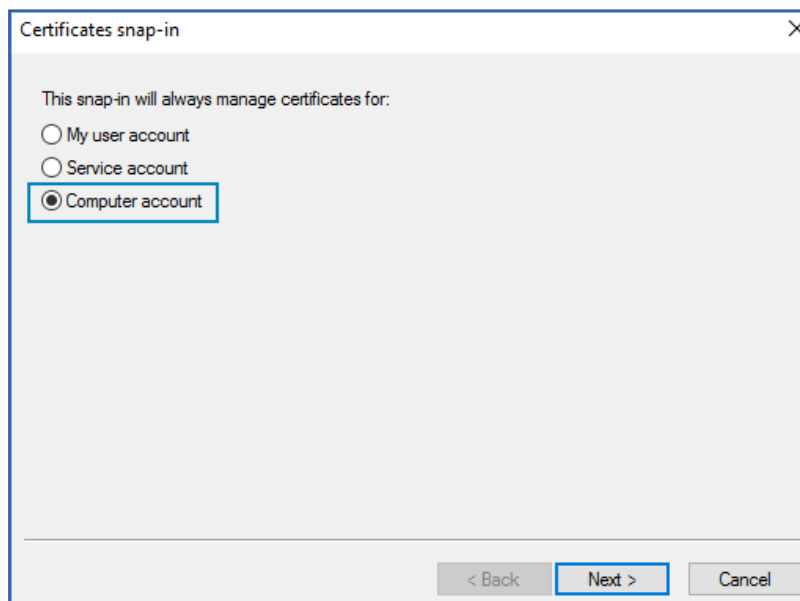 Certificates snap-in
This snap-in will always manage certificates for:
My user account
Service account
Computer account
< Back Next > Cancel